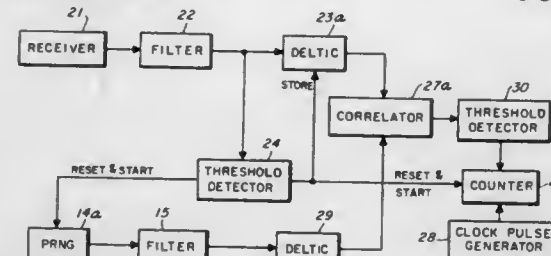 21
RECEIVER
22
FILTER
23a
DELTIC
STORE
27a
CORRELATOR
30
THRESHOLD
DETECTOR
24
THRESHOLD
DETECTOR
RESET &
START
COUNTER
RESET & START
14a
PRNG
15
FILTER
29
DELTIC
28
CLOCK PULSE
GENERATOR